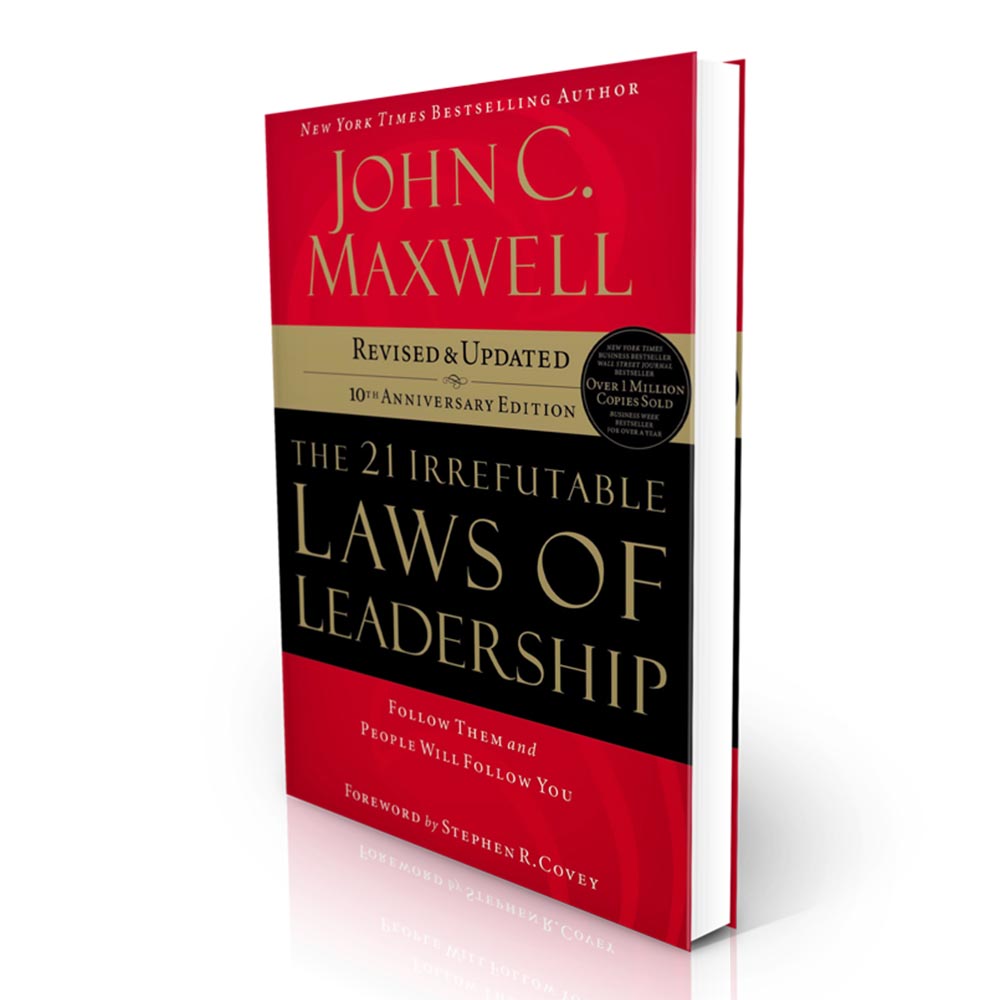 NEW YORK TIMES BESTSELLING AUTHOR
JOHN C.
MAXWELL
REVISED & UPDATED
10TH ANNIVERSARY EDITION
NEW YORK TIMES
BUSINESS BESTSELLER
WALL STREET JOURNAL
BESTSELLER
OVER 1 MILLION
COPIES SOLD
BUSINESS WEEK
BESTSELLER
FOR OVER A YEAR
THE 21 IRREFUTABLE
LAWS OF
LEADERSHIP
FOLLOW THEM and
PEOPLE WILL FOLLOW YOU
FOREWORD by STEPHEN R. COVEY